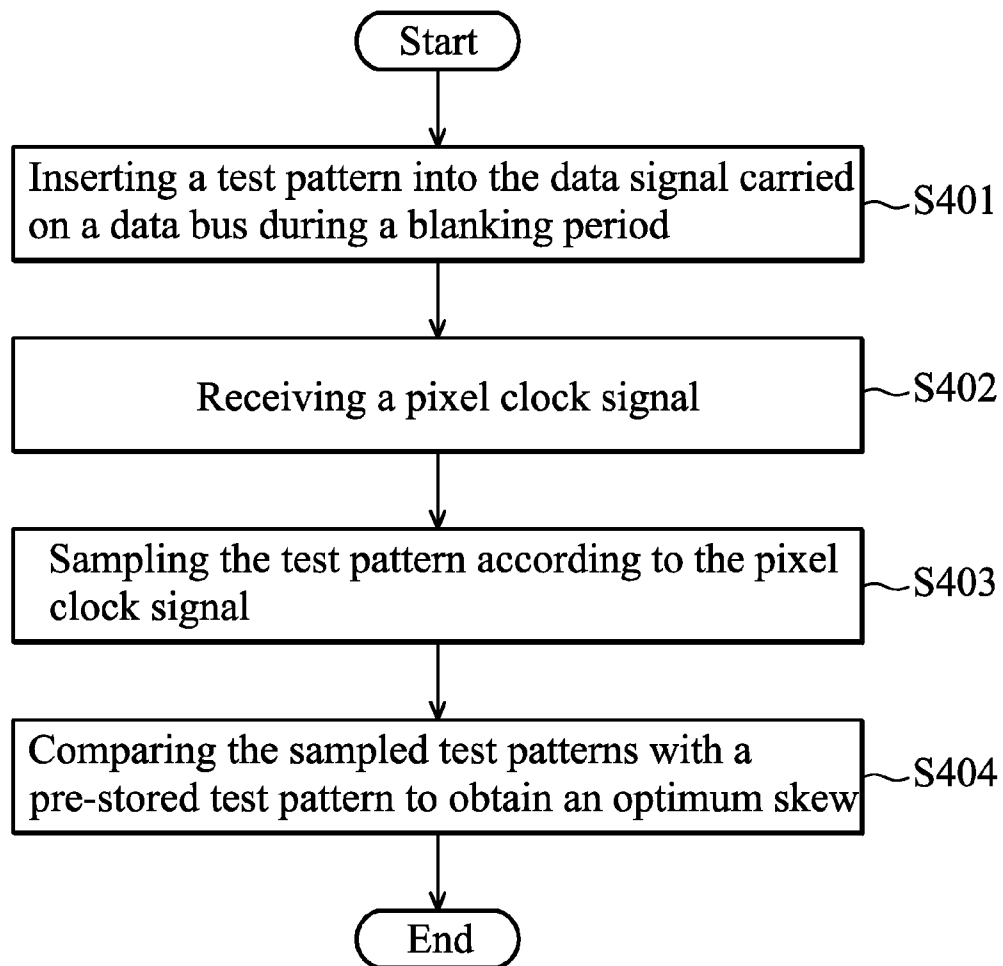 Start
Inserting a test pattern into the data signal carried
on a data bus during a blanking period
S401
Receiving a pixel clock signal
S402
Sampling the test pattern according to the pixel
clock signal
S403
Comparing the sampled test patterns with a
pre-stored test pattern to obtain an optimum skew
S404
End